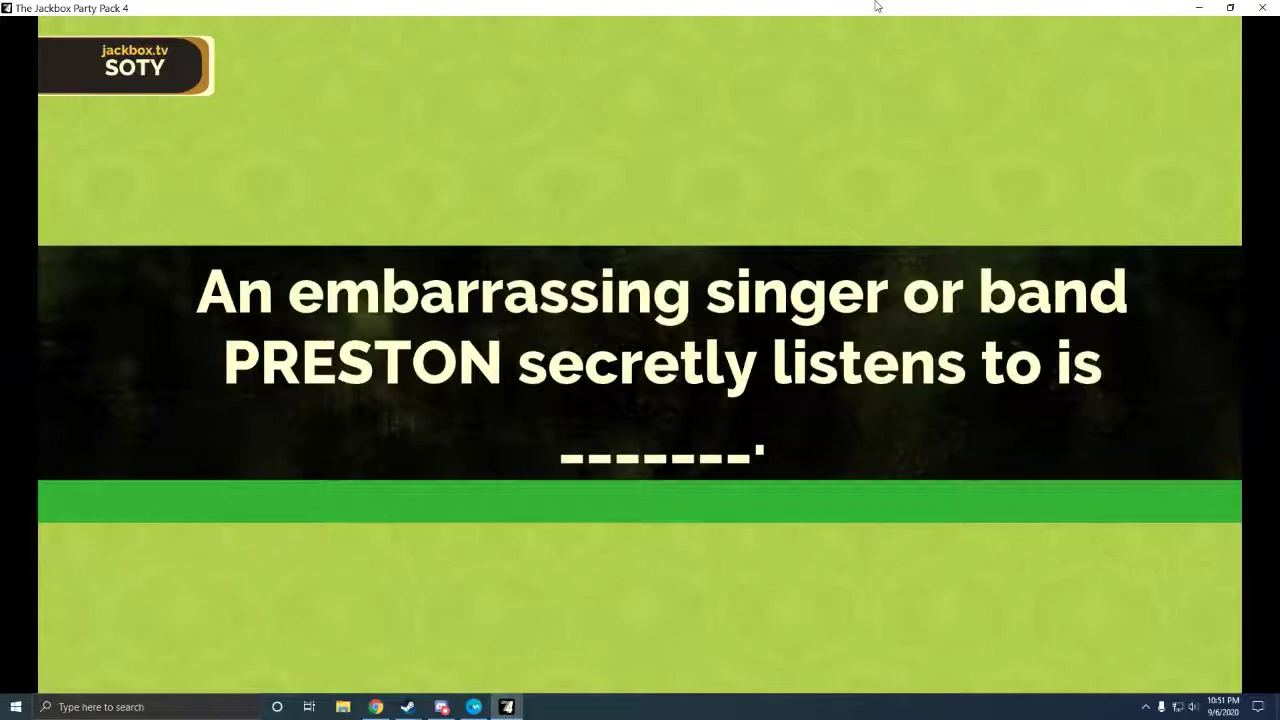 The Jackbox Party Pack 4
jackbox.tv
SOTY
An embarrassing singer or band
PRESTON secretly listens to is
_______.
Type here to search
10:51 PM
9/6/2020